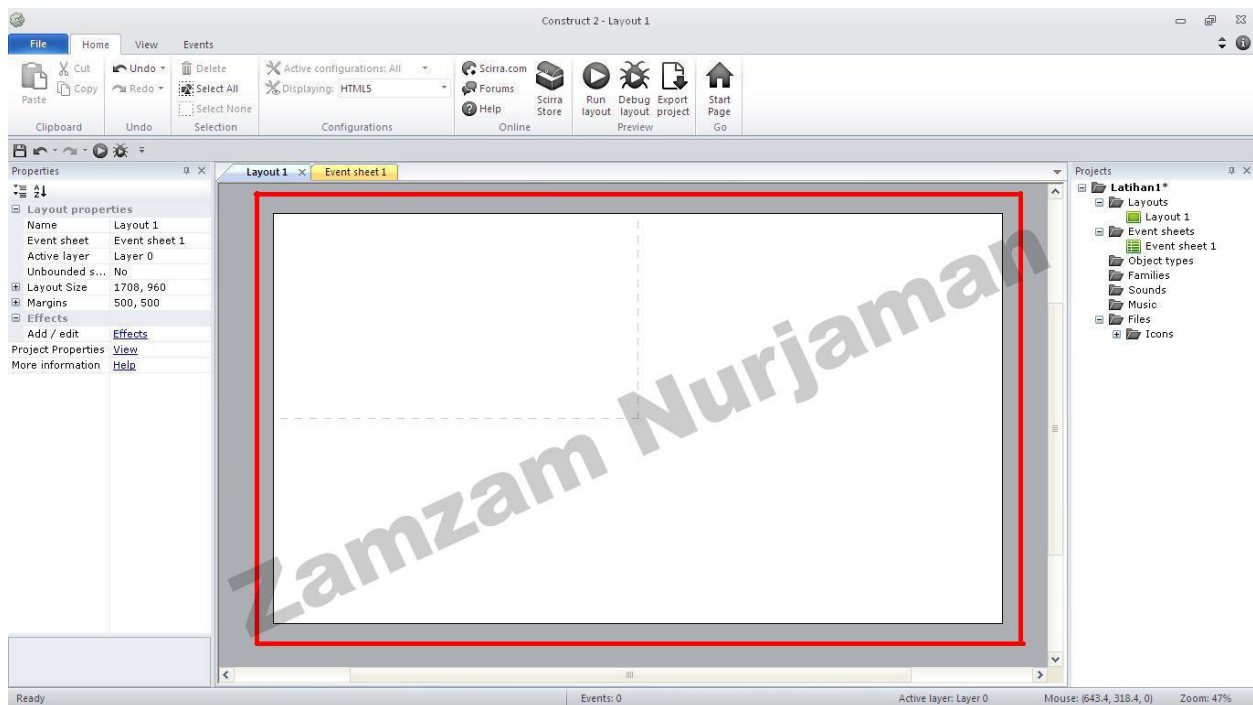 Construct 2 - Layout 1
File Home View Events
Paste
Cut
Copy
Clipboard
Undo
Redo
Undo
Delete
Select All
Select None
Selection
Active configurations: All
Displaying: HTML5
Configurations
Scirra.com
Forums
Help
Scirra Store
Online
Run layout
Debug layout
Export project
Preview
Start Page
Go
Properties
Layout properties
Name Layout 1
Event sheet Event sheet 1
Active layer Layer 0
Unbounded s... No
Layout Size 1708, 960
Margins 500, 500
Effects
Add / edit Effects
Project Properties View
More information Help
Layout 1 Event sheet 1
Zamzam Nurjaman
Projects
Latihan1*
Layouts
Layout 1
Event sheets
Event sheet 1
Object types
Families
Sounds
Music
Files
Icons
Ready Events: 0 Active layer: Layer 0 Mouse: (643.4, 318.4, 0) Zoom: 47%